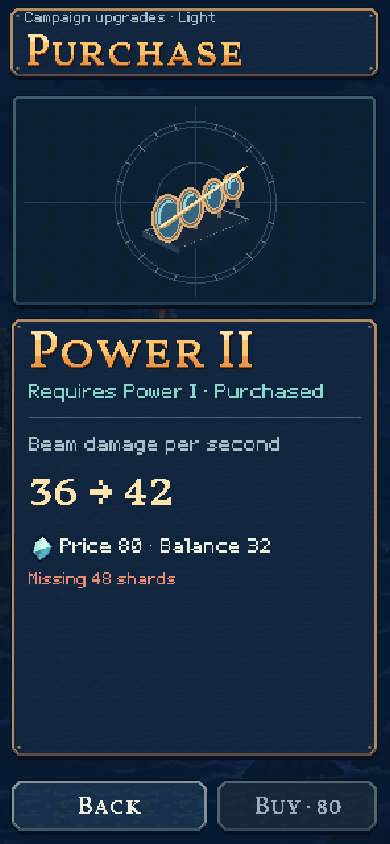 Campaign upgrades · Light
Purchase
Power II
Requires Power I · Purchased
Beam damage per second
36 → 42
Price 80 · Balance 32
Missing 48 shards
Back
Buy · 80